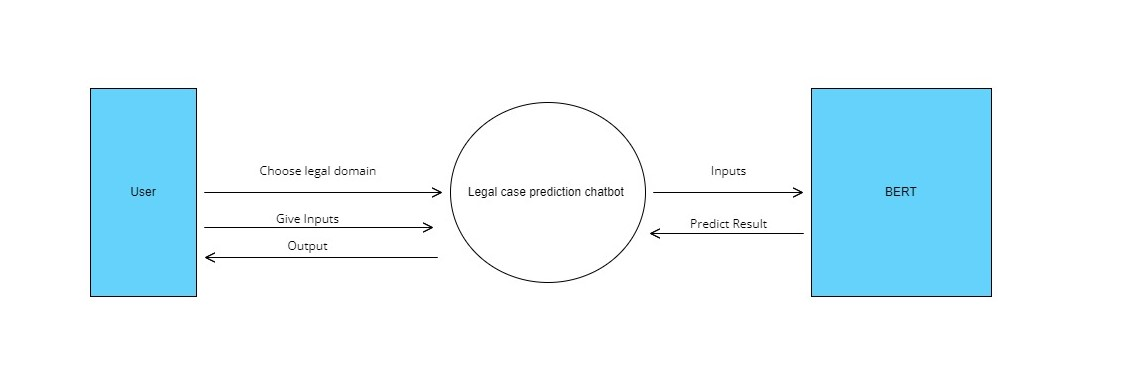 Choose legal domain
Inputs
User
Legal case prediction chatbot
BERT
Give Inputs
Predict Result
Output